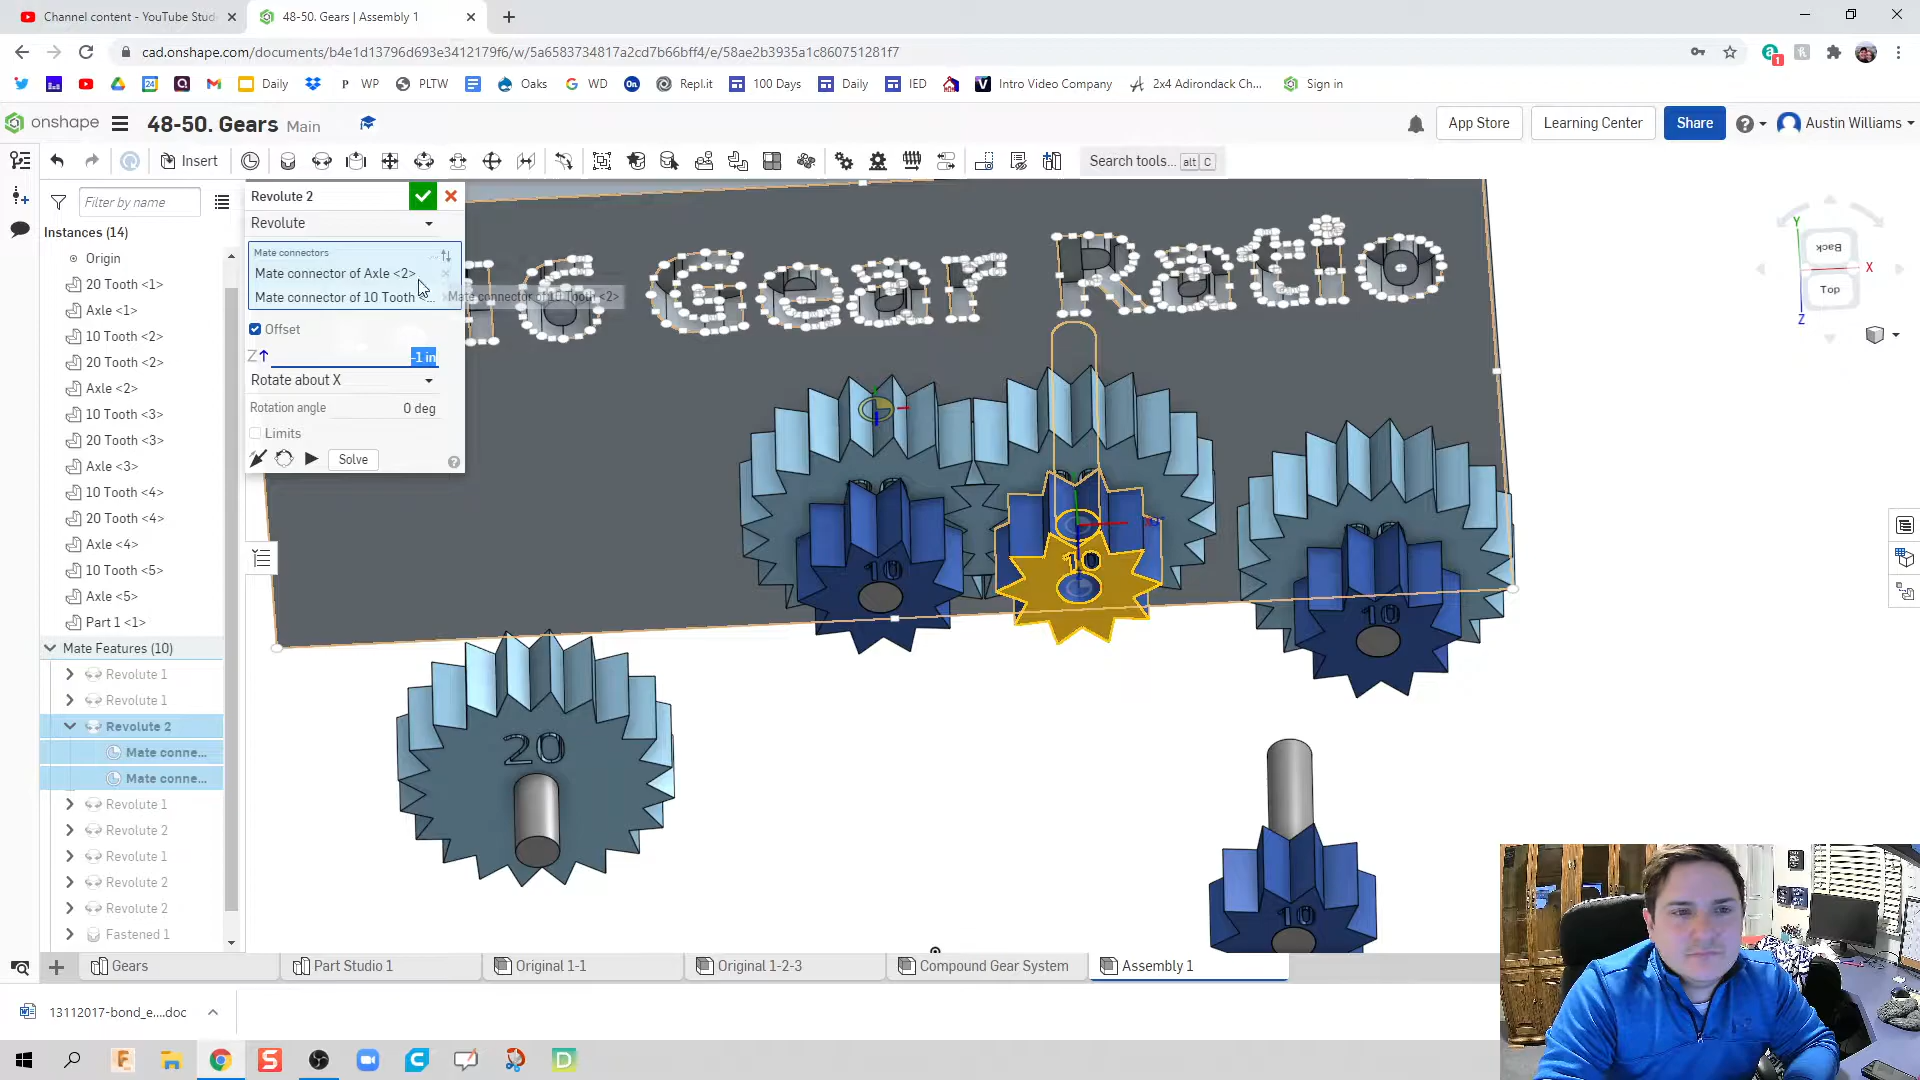 Channel content - YouTube Stud
48-50. Gears | Assembly 1
cad.onshape.com/documents/b4e1d13796d693e3412179f6/w/5a6583734817a2cd7b66bff4/e/58ae2b3935a1c860751281f7
Daily
WP
PLTW
Oaks
WD
Repl.it
100 Days
Daily
IED
Intro Video Company
2x4 Adirondack Ch...
Sign in
onshape
48-50. Gears Main
App Store
Learning Center
Share
Austin Williams
Insert
Search tools... alt C
Filter by name
Instances (14)
Origin
20 Tooth <1>
Axle <1>
10 Tooth <2>
20 Tooth <2>
Axle <2>
10 Tooth <3>
20 Tooth <3>
Axle <3>
10 Tooth <4>
20 Tooth <4>
Axle <4>
10 Tooth <5>
Axle <5>
Part 1 <1>
Mate Features (10)
Revolute 1
Revolute 1
Revolute 2
Mate conne...
Mate conne...
Revolute 1
Revolute 2
Revolute 1
Revolute 2
Revolute 2
Fastened 1
Revolute 2
Revolute
Mate connectors
Mate connector of Axle <2>
Mate connector of 10 Tooth <...
Mate connector of 10 Tooth <2>
Offset
Z
-1 in
Rotate about X
Rotation angle 0 deg
Limits
Solve
Gear Ratio
10
10
10
20
10
Y
Back
X
Top
Z
Gears
Part Studio 1
Original 1-1
Original 1-2-3
Compound Gear System
Assembly 1
13112017-bond_e....doc